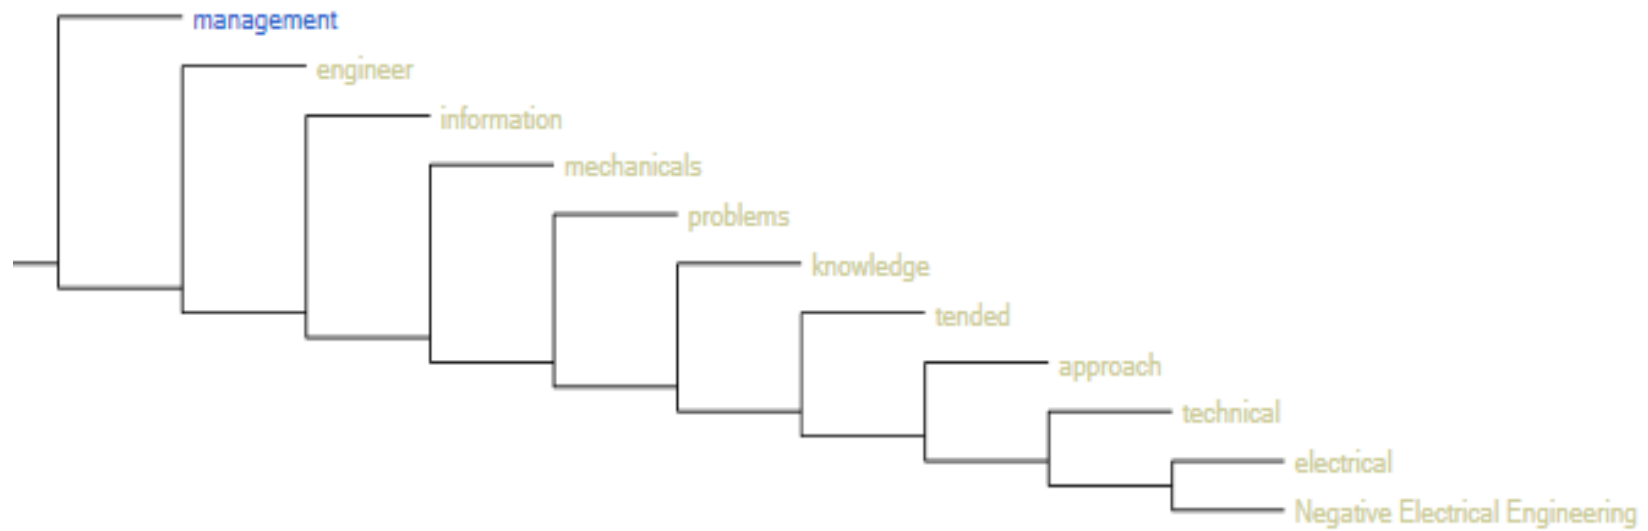 management
engineer
information
mechanicals
problems
knowledge
tended
approach
technical
electrical
Negative Electrical Engineering